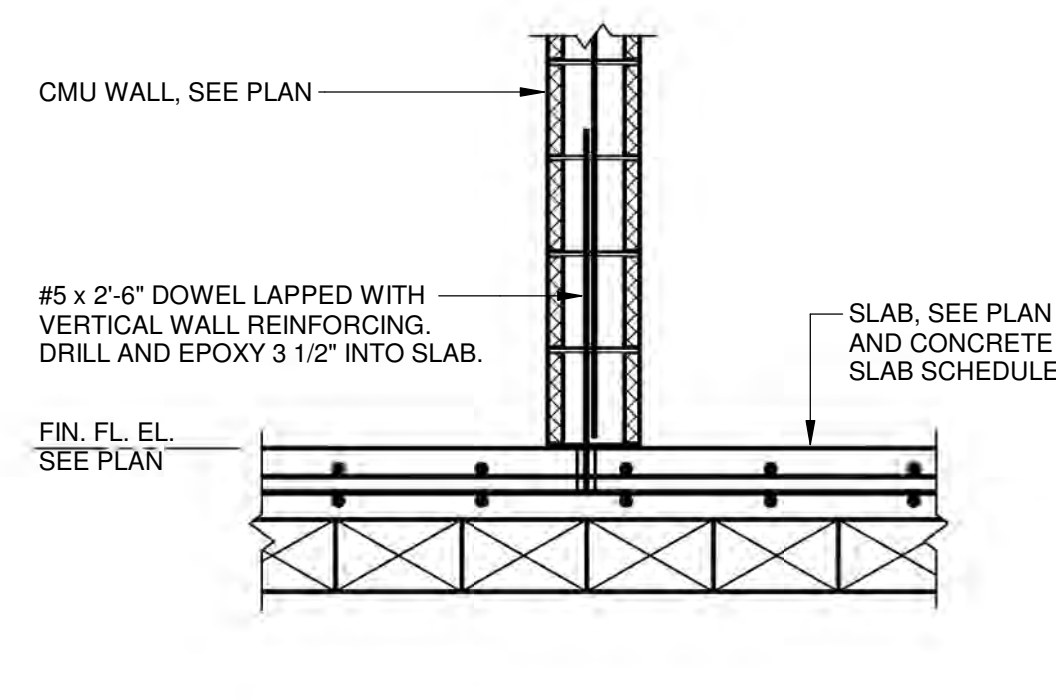 CMU WALL, SEE PLAN
#5 x 2'-6" DOWEL LAPPED WITH
VERTICAL WALL REINFORCING.
DRILL AND EPOXY 3 1/2" INTO SLAB.
SLAB, SEE PLAN
AND CONCRETE
SLAB SCHEDULE
FIN. FL. EL.
SEE PLAN